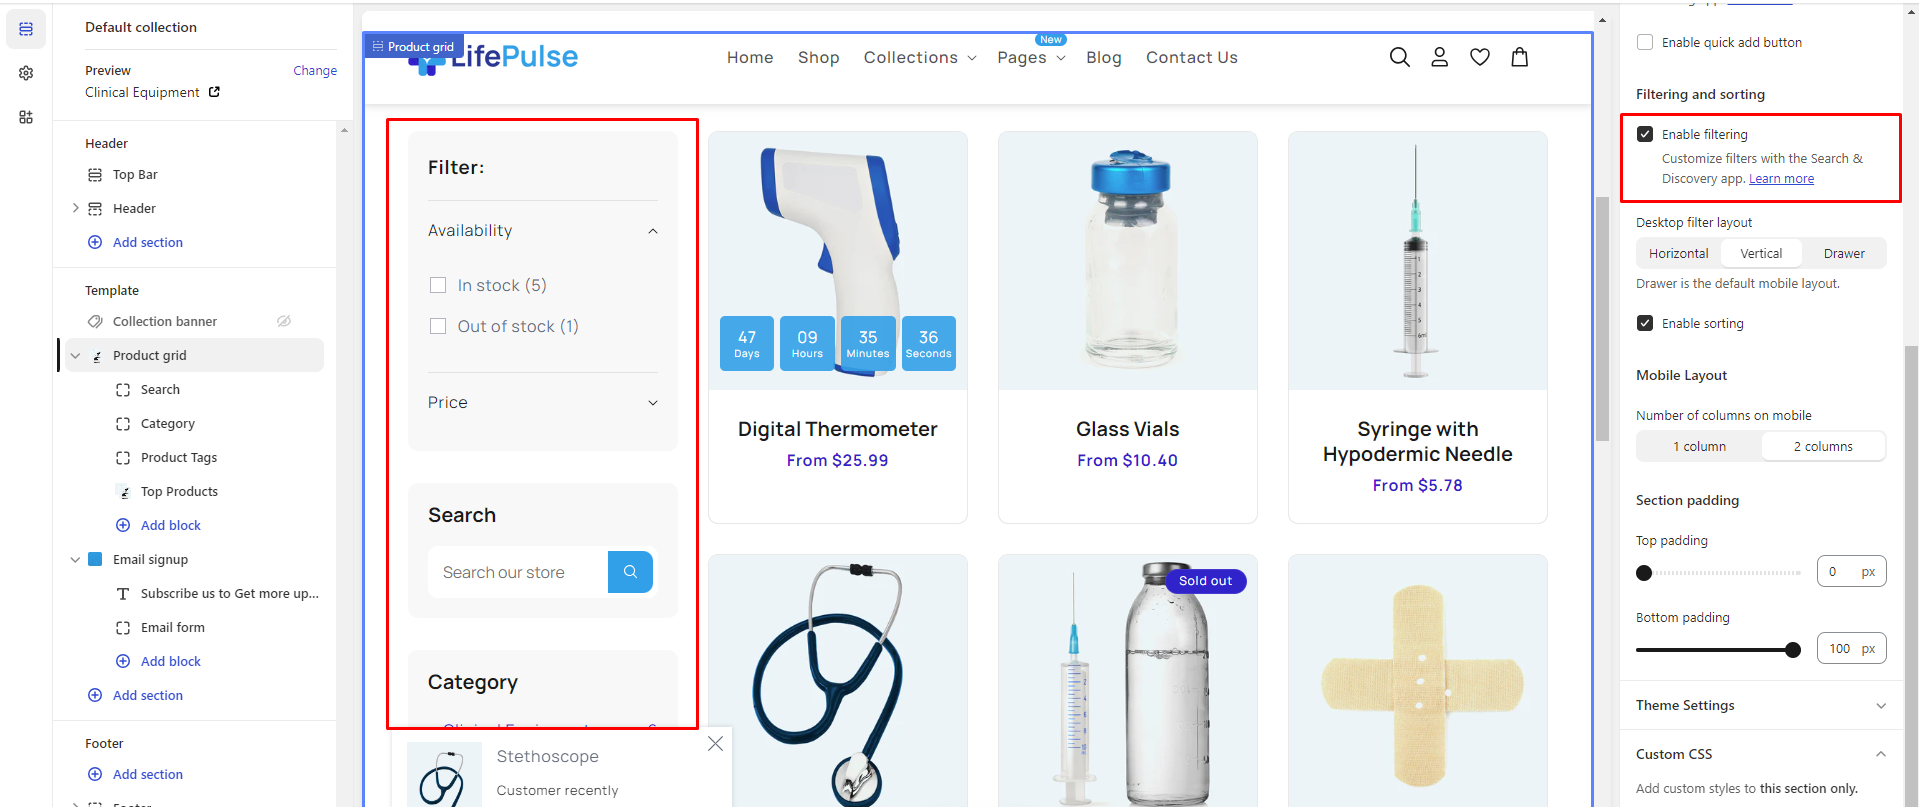 Default collection
Preview
Change
Clinical Equipment
Header
Top Bar
Header
Add section
Template
Collection banner
Product grid
Search
Category
Product Tags
Top Products
Add block
Email signup
Subscribe us to Get more up...
Email form
Add block
Add section
Footer
Add section
Product grid
LifePulse
Home
Shop
Collections
Pages
New
Blog
Contact Us
Filter:
Availability
In stock (5)
Out of stock (1)
Price
Search
Search our store
Category
47 Days
09 Hours
35 Minutes
36 Seconds
Digital Thermometer
From $25.99
Glass Vials
From $10.40
Syringe with
Hypodermic Needle
From $5.78
Sold out
Stethoscope
Customer recently
Enable quick add button
Filtering and sorting
Enable filtering
Customize filters with the Search &
Discovery app. Learn more
Desktop filter layout
Horizontal
Vertical
Drawer
Drawer is the default mobile layout.
Enable sorting
Mobile Layout
Number of columns on mobile
1 column
2 columns
Section padding
Top padding
0 px
Bottom padding
100 px
Theme Settings
Custom CSS
Add custom styles to this section only.